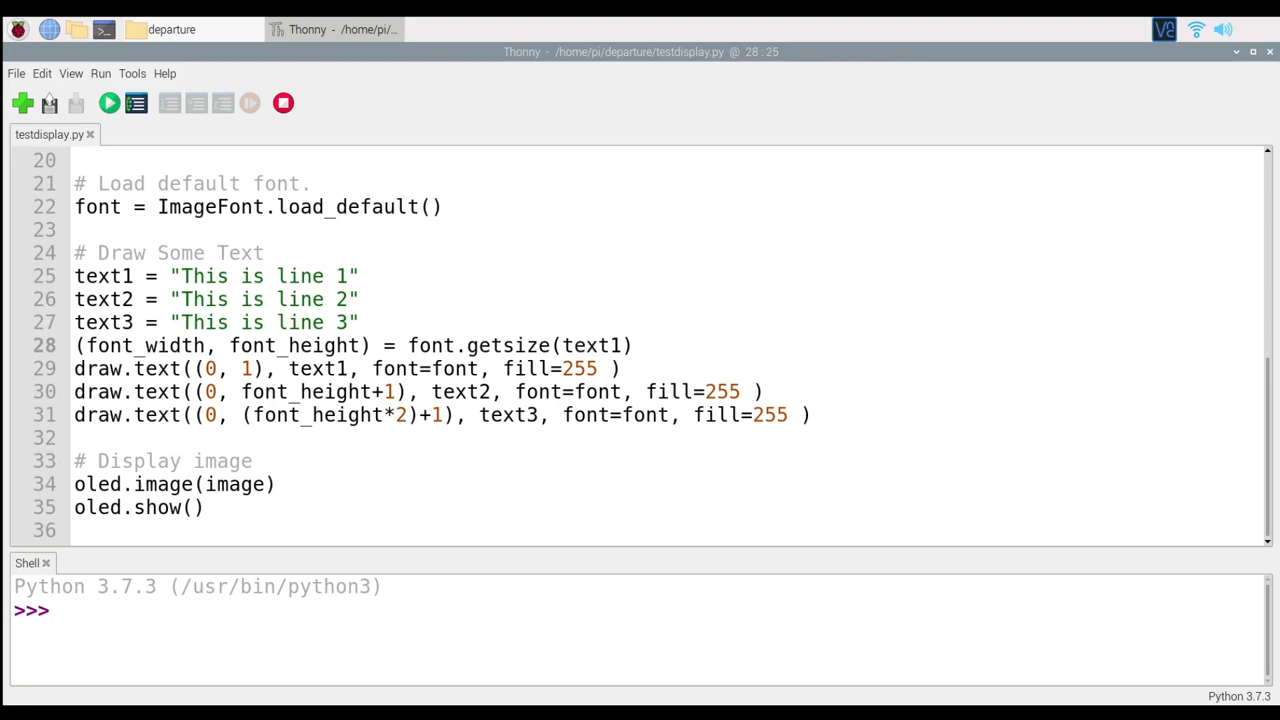 departure
Thonny - /home/pi/...
Thonny - /home/pi/departure/testdisplay.py @ 28 : 25
File Edit View Run Tools Help
testdisplay.py
20
21 # Load default font.
22 font = ImageFont.load_default()
23
24 # Draw Some Text
25 text1 = "This is line 1"
26 text2 = "This is line 2"
27 text3 = "This is line 3"
28 (font_width, font_height) = font.getsize(text1)
29 draw.text((0, 1), text1, font=font, fill=255 )
30 draw.text((0, font_height+1), text2, font=font, fill=255 )
31 draw.text((0, (font_height*2)+1), text3, font=font, fill=255 )
32
33 # Display image
34 oled.image(image)
35 oled.show()
36
Shell
Python 3.7.3 (/usr/bin/python3)
>>>
Python 3.7.3